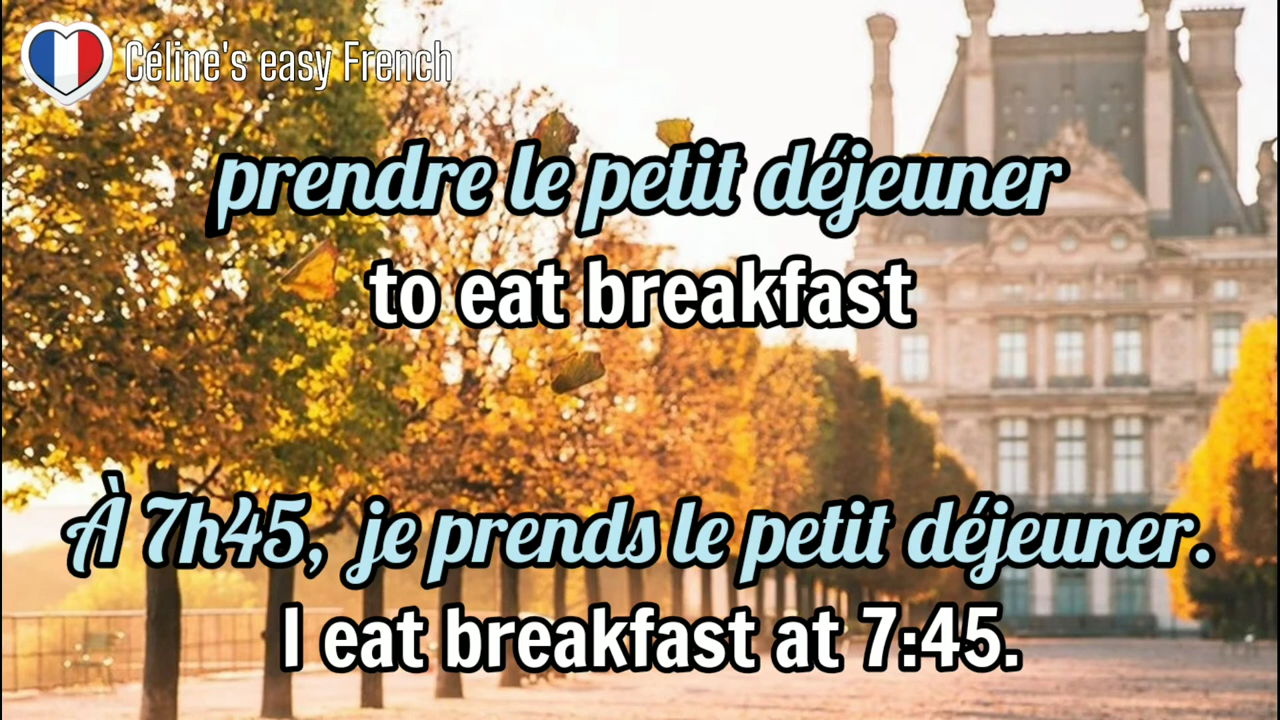 Céline's easy French
prendre le petit déjeuner
to eat breakfast
À 7h45, je prends le petit déjeuner.
I eat breakfast at 7:45.